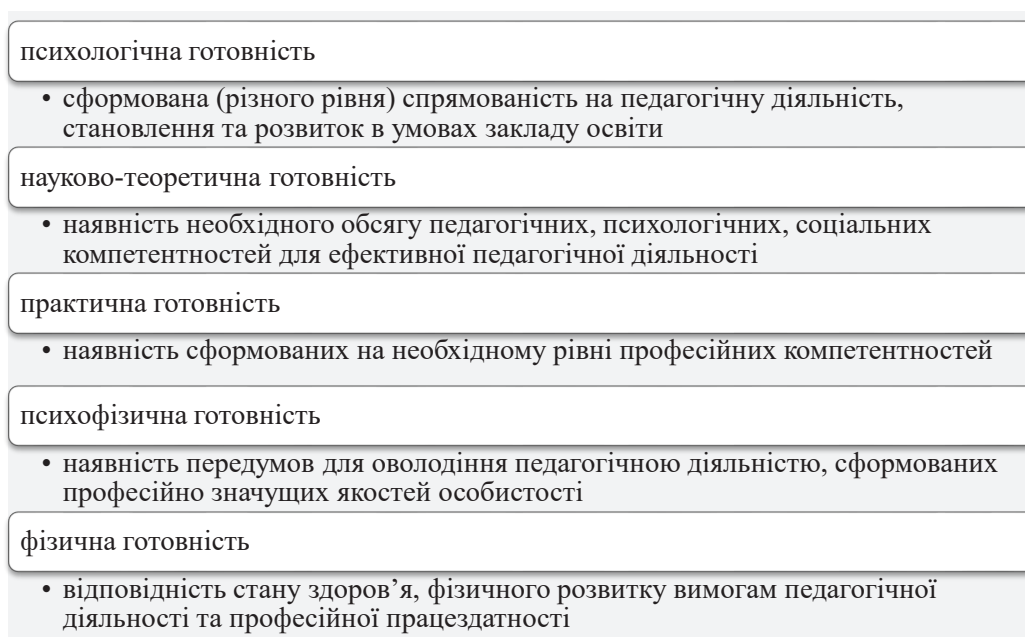 психологічна готовність
• сформована (різного рівня) спрямованість на педагогічну діяльність,
становлення та розвиток в умовах закладу освіти
науково-теоретична готовність
• наявність необхідного обсягу педагогічних, психологічних, соціальних
компетентностей для ефективної педагогічної діяльності
практична готовність
• наявність сформованих на необхідному рівні професійних компетентностей
психофізична готовність
• наявність передумов для оволодіння педагогічною діяльністю, сформованих
професійно значущих якостей особистості
фізична готовність
• відповідність стану здоров’я, фізичного розвитку вимогам педагогічної
діяльності та професійної працездатності